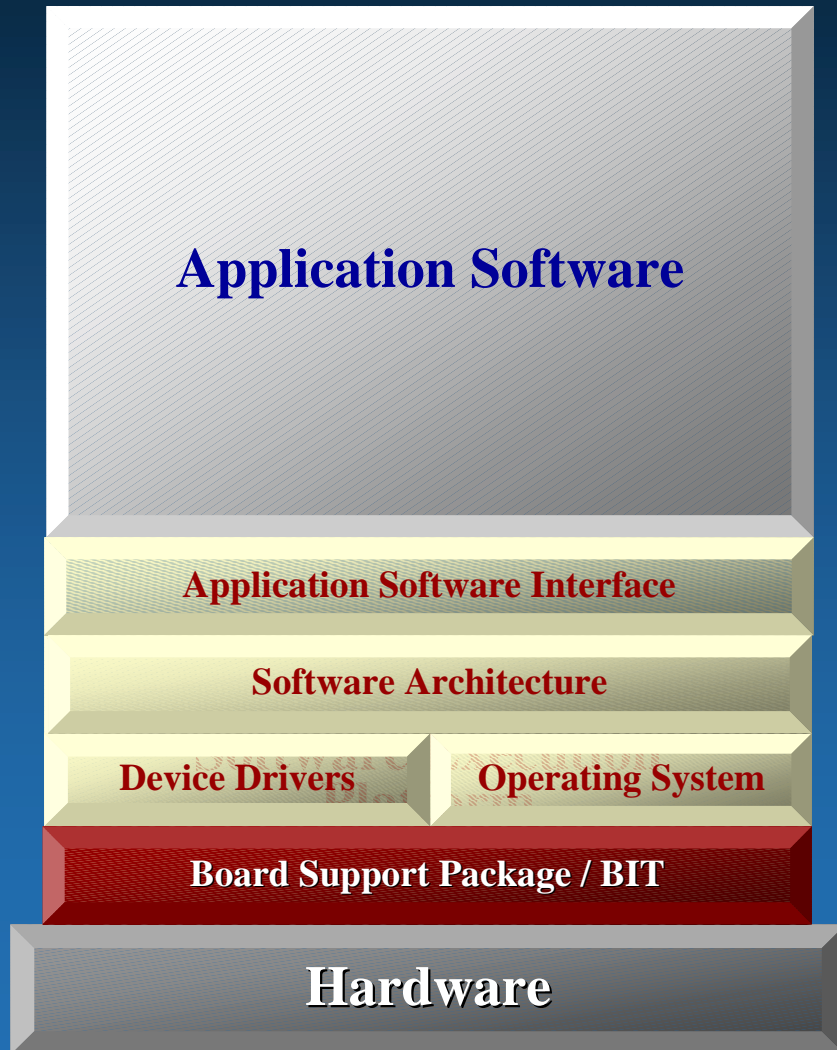 Application Software
Application Software Interface
Software Architecture
Device Drivers
Operating System
Board Support Package / BIT
Hardware